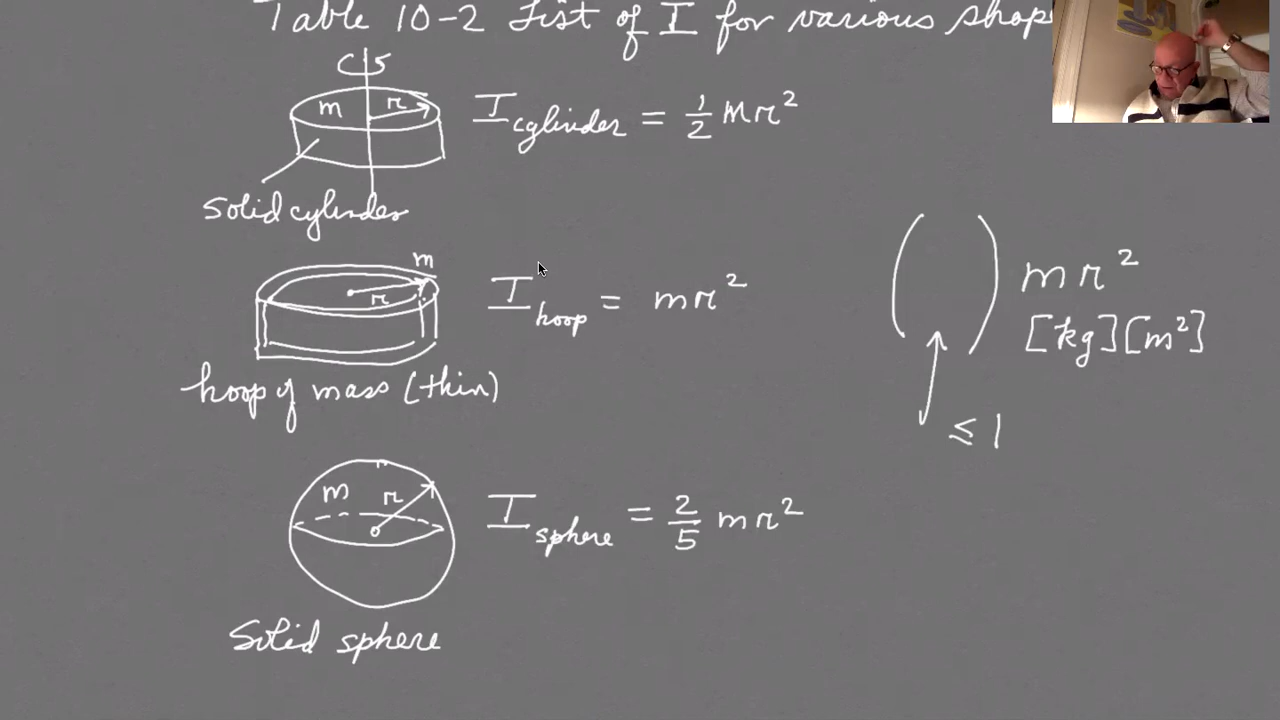 Table 10-2 List of I for various shap
m r
I cylinder = 1/2 mr²
solid cylinder
m
r
I hoop = mr²
hoop of mass (thin)
( ) mr²
[kg][m²]
≤ 1
m r
I sphere = 2/5 mr²
Solid sphere